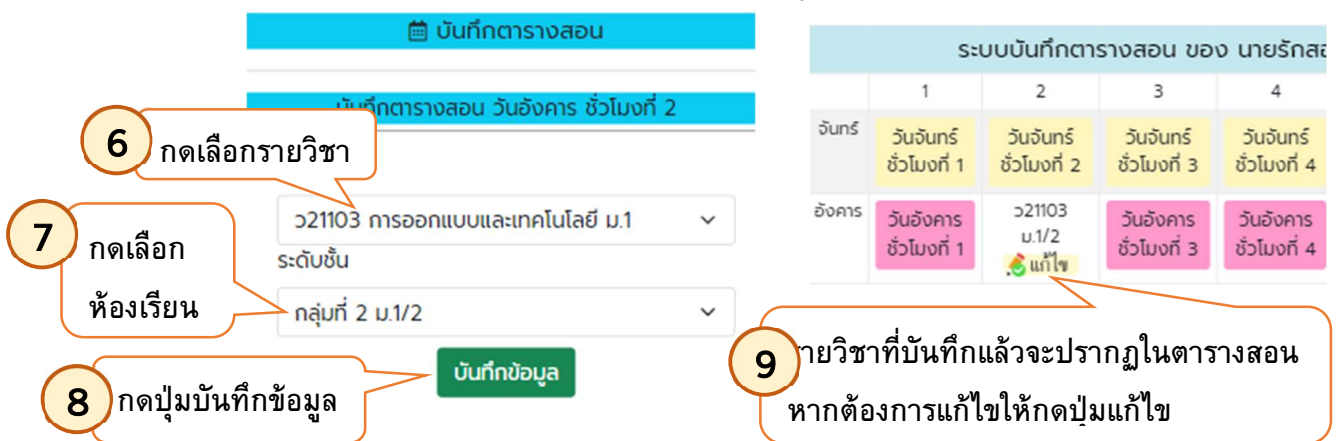 บันทึกตารางสอน
บันทึกตารางสอน วันอังคาร ชั่วโมงที่ 2
6 กดเลือกรายวิชา
ว21103 การออกแบบและเทคโนโลยี ม.1
ระดับชั้น
7 กดเลือก
ห้องเรียน
กลุ่มที่ 2 ม.1/2
บันทึกข้อมูล
8 กดปุ่มบันทึกข้อมูล
ระบบบันทึกตารางสอน ของ นายรักส
1 2 3 4
จันทร์
วันจันทร์ วันจันทร์ วันจันทร์ วันจันทร์
ชั่วโมงที่ 1 ชั่วโมงที่ 2 ชั่วโมงที่ 3 ชั่วโมงที่ 4
อังคาร
วันอังคาร ว21103 วันอังคาร วันอังคาร
ชั่วโมงที่ 1 ม.1/2 ชั่วโมงที่ 3 ชั่วโมงที่ 4
แก้ไข
9 รายวิชาที่บันทึกแล้วจะปรากฏในตารางสอน
หากต้องการแก้ไขให้กดปุ่มแก้ไข